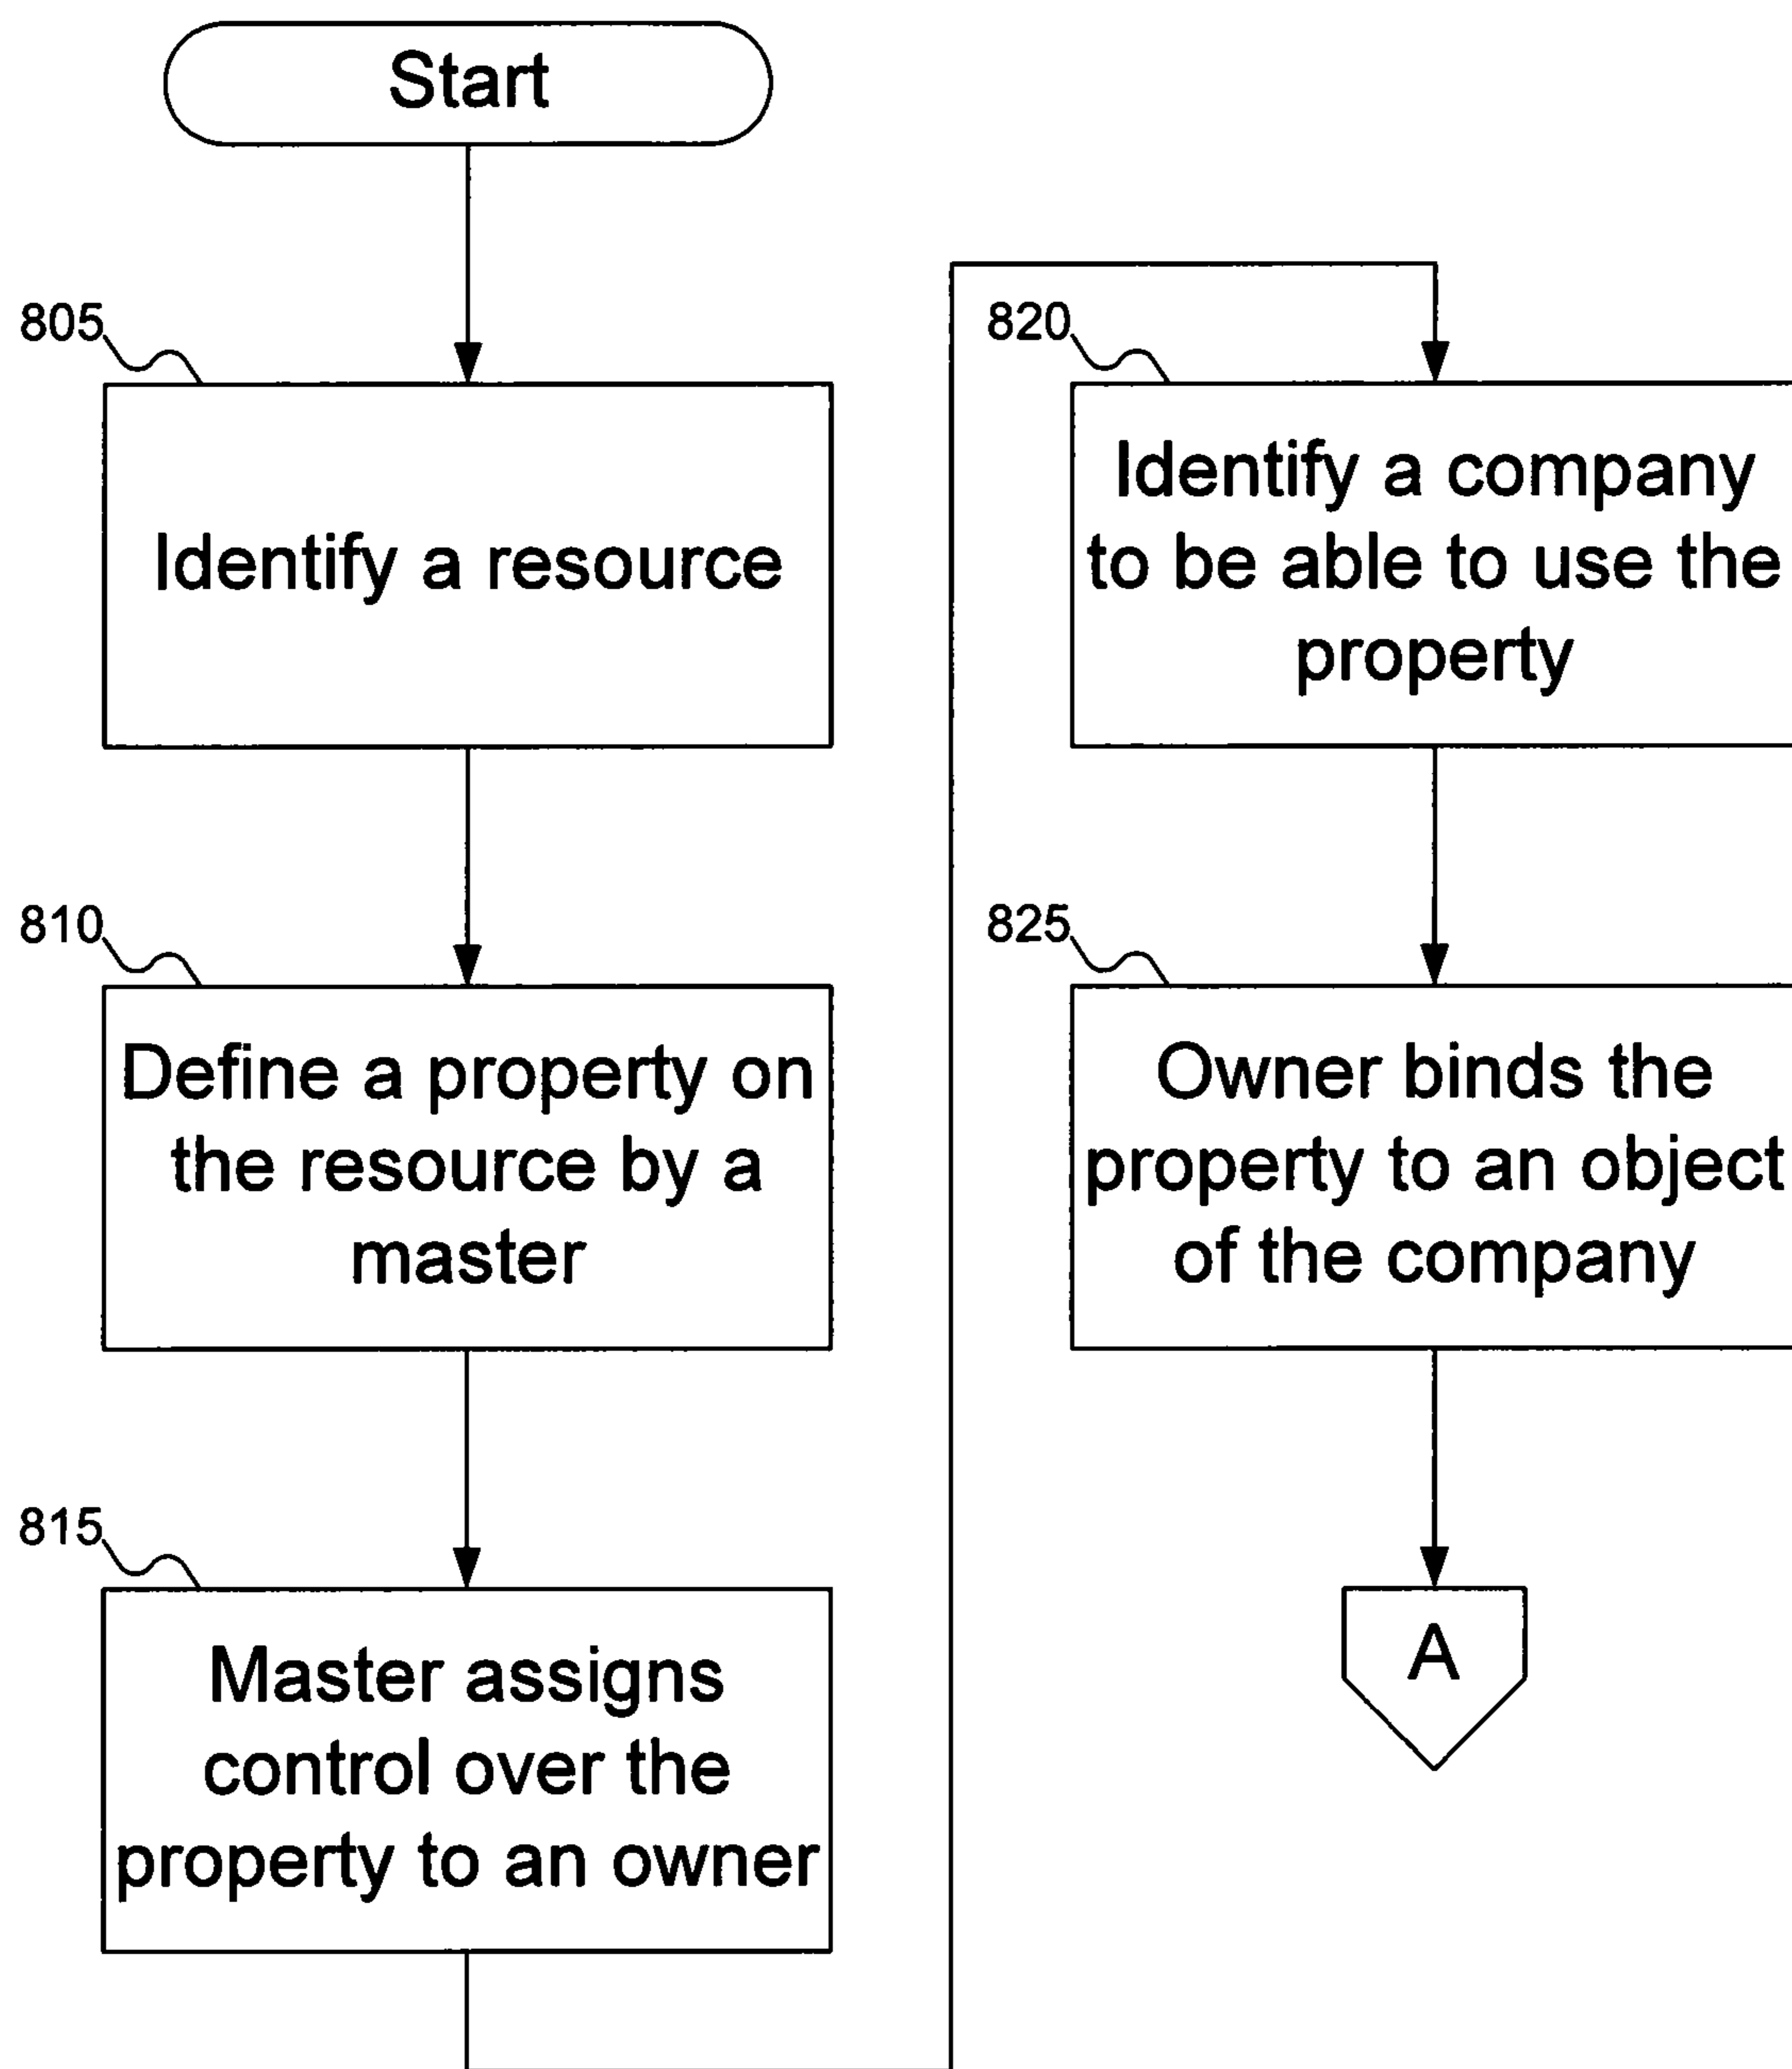 Start
805
Identify a resource
810
Define a property on
the resource by a
master
815
Master assigns
control over the
property to an owner
820
Identify a company
to be able to use the
property
825
Owner binds the
property to an object
of the company
A